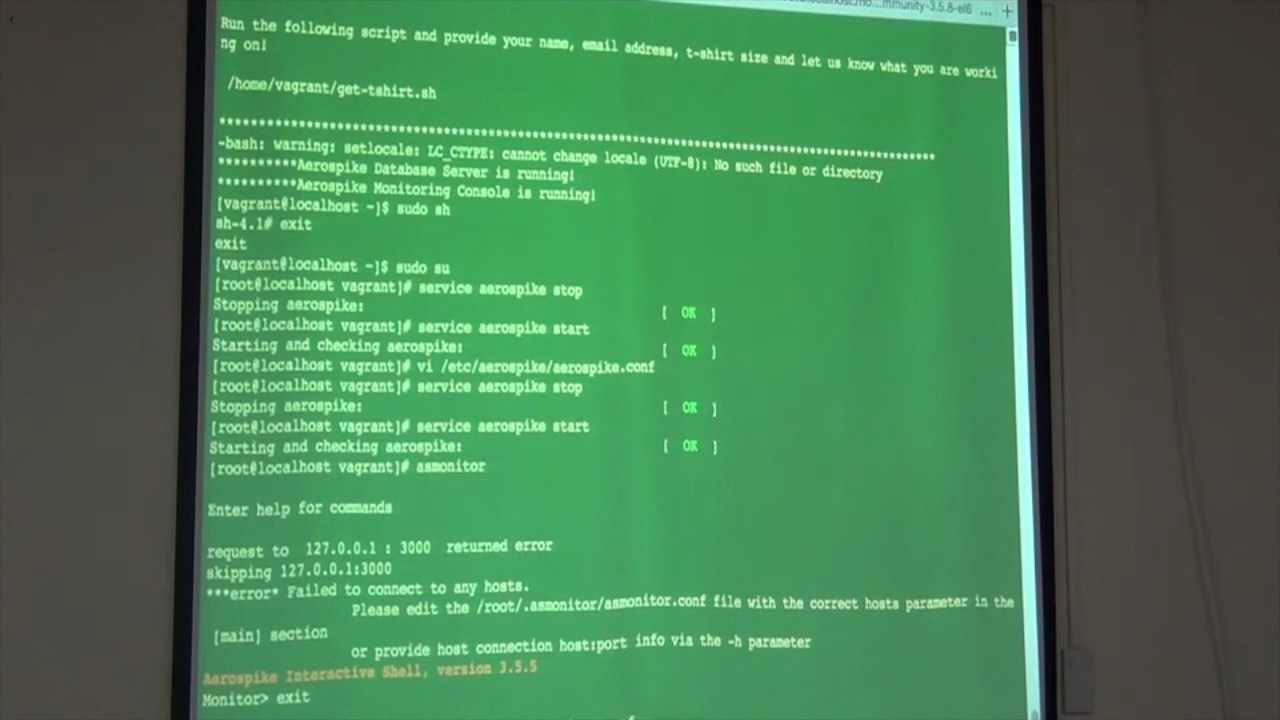 mmunity-3.5.8-el6 ... +
Run the following script and provide your name, email address, t-shirt size and let us know what you are worki
ng on!
/home/vagrant/get-tshirt.sh
-bash: warning: setlocale: LC_CTYPE: cannot change locale (UTF-8): No such file or directory
**********Aerospike Database Server is running!
**********Aerospike Monitoring Console is running!
[vagrant@localhost ~]$ sudo sh
sh-4.1# exit
exit
[vagrant@localhost ~]$ sudo su
[root@localhost vagrant]# service aerospike stop
Stopping aerospike: [ OK ]
[root@localhost vagrant]# service aerospike start
Starting and checking aerospike: [ OK ]
[root@localhost vagrant]# vi /etc/aerospike/aerospike.conf
[root@localhost vagrant]# service aerospike stop
Stopping aerospike: [ OK ]
[root@localhost vagrant]# service aerospike start
Starting and checking aerospike: [ OK ]
[root@localhost vagrant]# asmonitor
Enter help for commands
request to 127.0.0.1 : 3000 returned error
skipping 127.0.0.1:3000
***error* Failed to connect to any hosts.
Please edit the /root/.asmonitor/asmonitor.conf file with the correct hosts parameter in the
[main] section
or provide host connection host:port info via the -h parameter
Aerospike Interactive Shell, version 3.5.5
Monitor> exit